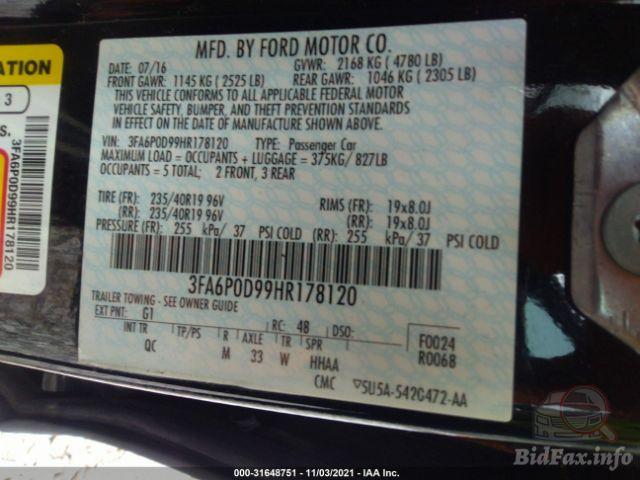 ATION
3
S.
3FA6P0D99HR178120
MFD. BY FORD MOTOR CO.
DATE: 07/16 GVWR: 2168 KG ( 4780 LB)
FRONT GAWR: 1145 KG ( 2525 LB) REAR GAWR: 1046 KG ( 2305 LB)
THIS VEHICLE CONFORMS TO ALL APPLICABLE FEDERAL MOTOR
VEHICLE SAFETY, BUMPER, AND THEFT PREVENTION STANDARDS
IN EFFECT ON THE DATE OF MANUFACTURE SHOWN ABOVE.
VIN: 3FA6P0D99HR178120 TYPE: Passenger Car
MAXIMUM LOAD = OCCUPANTS + LUGGAGE = 375KG/ 827LB
OCCUPANTS = 5 TOTAL; 2 FRONT, 3 REAR
TIRE (FR): 235/40R19 96V RIMS (FR): 19x8.0J
(RR): 235/40R19 96V (RR): 19x8.0J
PRESSURE (FR): 255 kPa/ 37 PSI COLD (RR): 255 kPa/ 37 PSI COLD
3FA6P0D99HR178120
TRAILER TOWING - SEE OWNER GUIDE
EXT PNT: G1 RC: 48 DSO: F0024
INT TR TP/PS R AXLE TR SPR R0068
QC M 33 W HHAA
CMC 5U5A-5420472-AA
000-31648751 - 11/03/2021 - IAA Inc.
BidFax.info